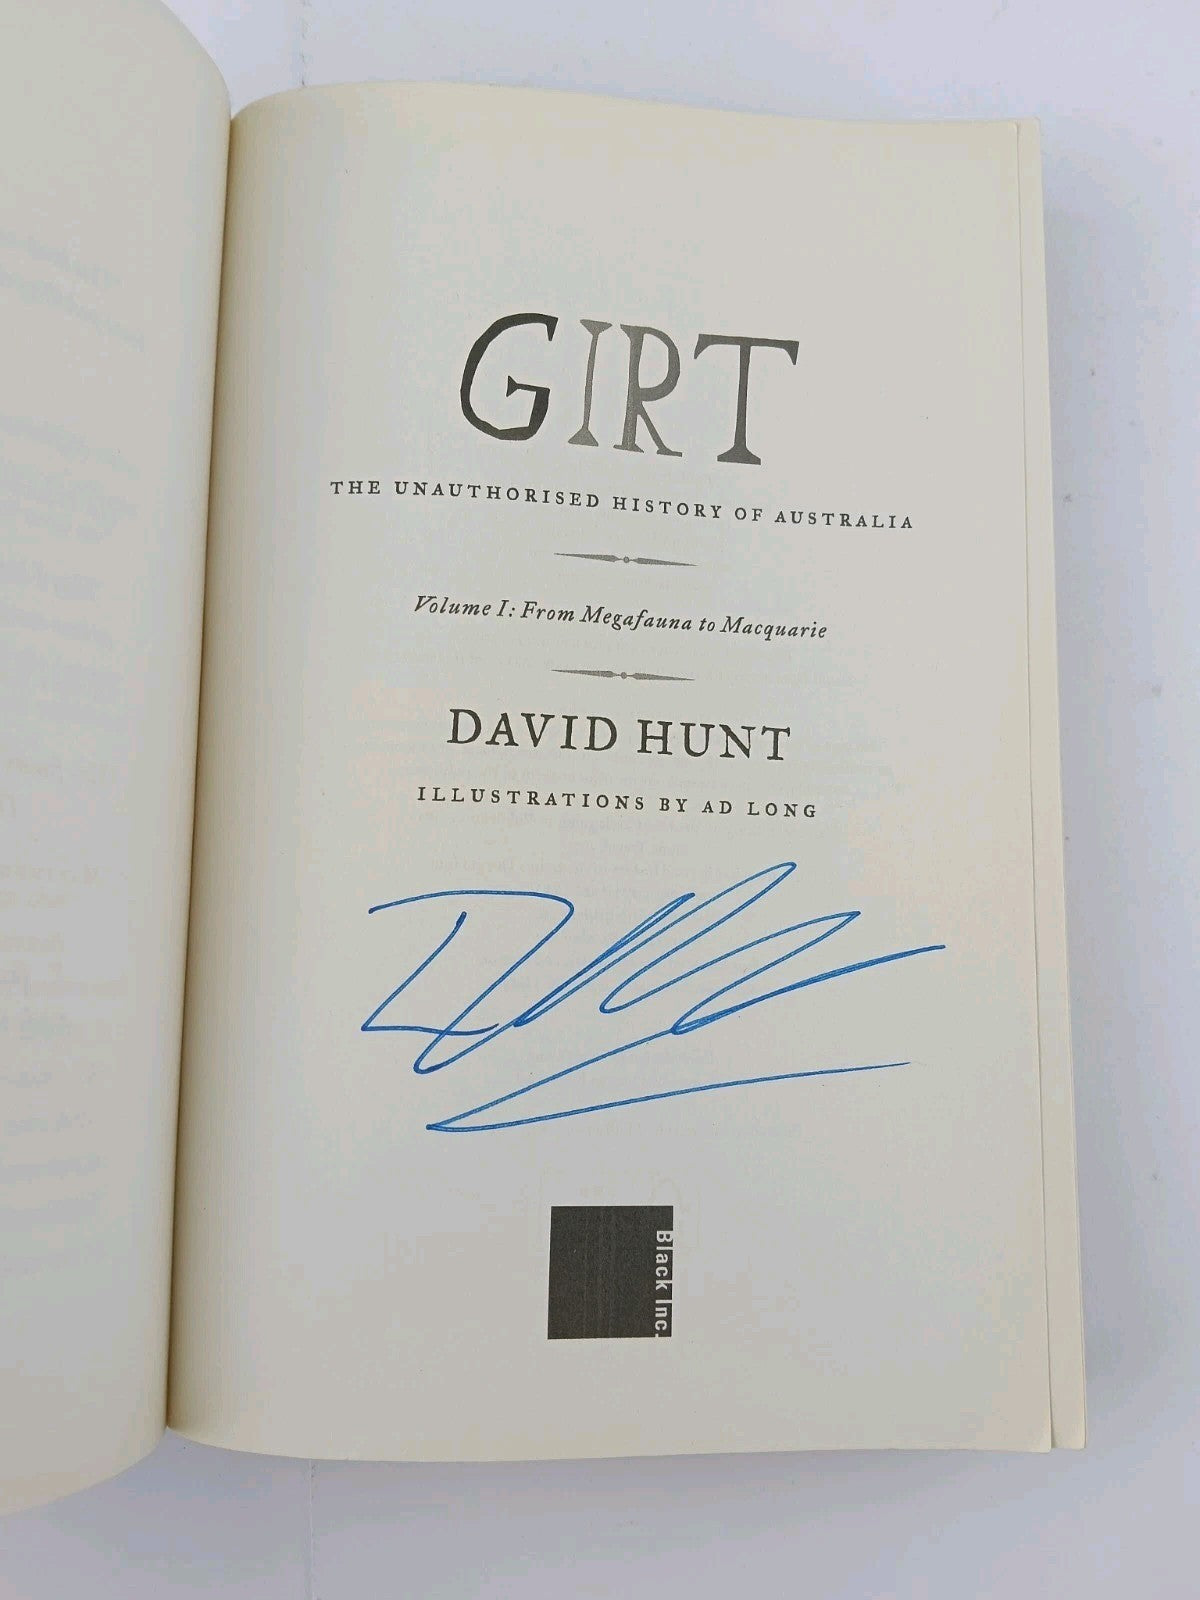 GIRT
THE UNAUTHORISED HISTORY OF AUSTRALIA
Volume I: From Megafauna to Macquarie
DAVID HUNT
ILLUSTRATIONS BY AD LONG
Black Inc.